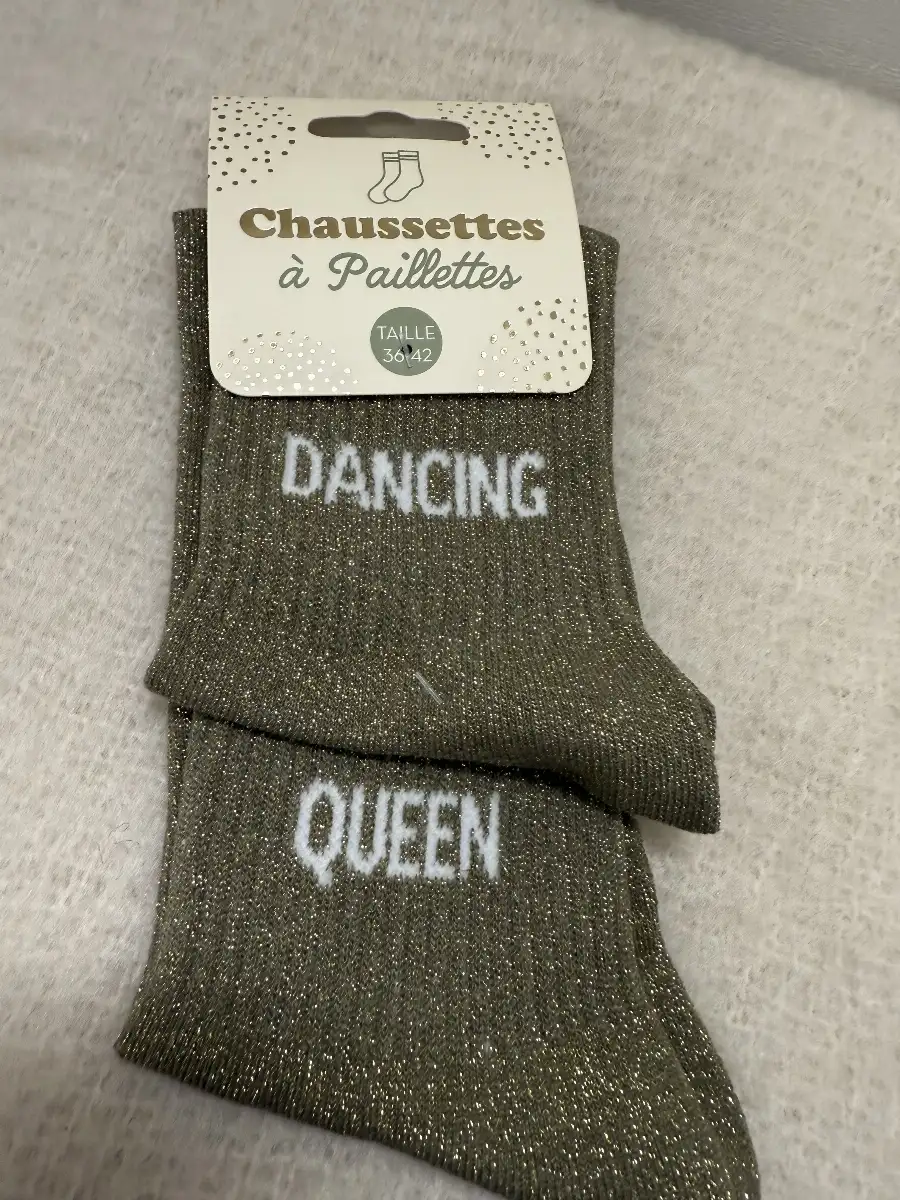 Chaussettes
à Paillettes
TAILLE
36/42
DANCING
QUEEN